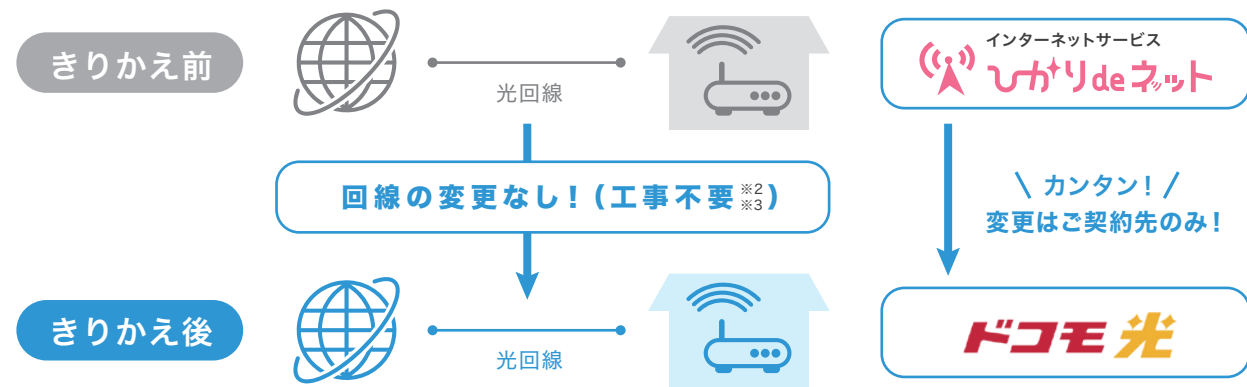 きりかえ前
光回線
インターネットサービス
ひかりdeネット
回線の変更なし！（工事不要※2※3）
カンタン！
変更はご契約先のみ！
きりかえ後
光回線
ドコモ光